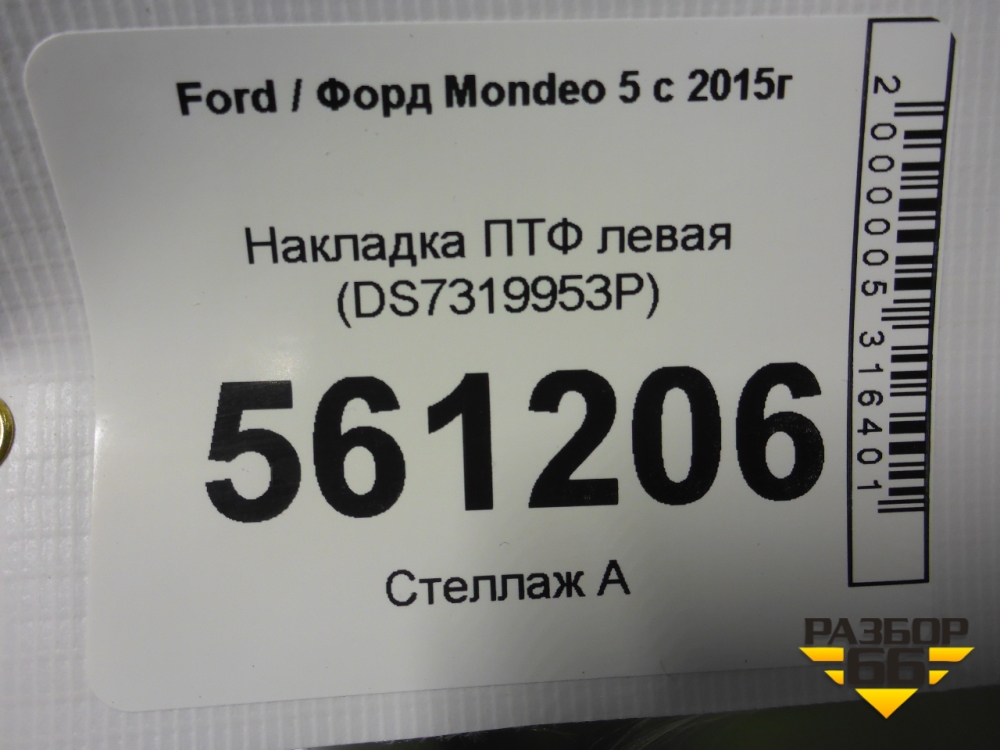 Ford / Форд Mondeo 5 с 2015г
Накладка ПТФ левая
(DS7319953P)
561206
Стеллаж А
2000005316401
РАЗБОР
66